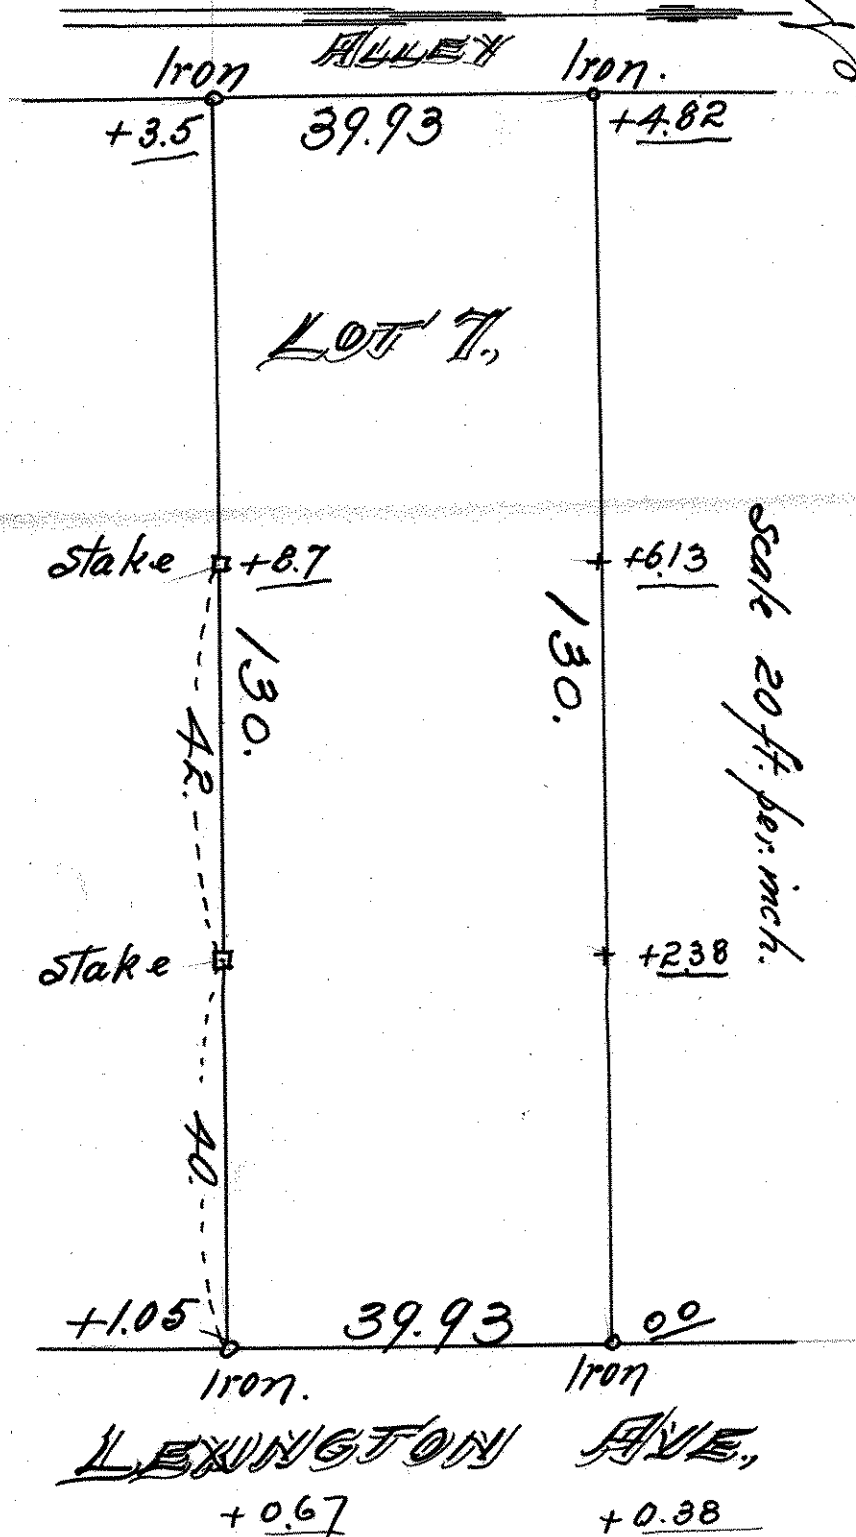 ALLEY
Iron Iron.
+3.5 39.93 +4.82
LOT 7.,
Stake +8.7 +6.13
130. 130.
42.
Scale 20 ft. per. inch.
Stake +2.38
40.
+1.05 39.93 0.0
Iron. Iron
LEXINGTON AVE.,
+ 0.67 + 0.38